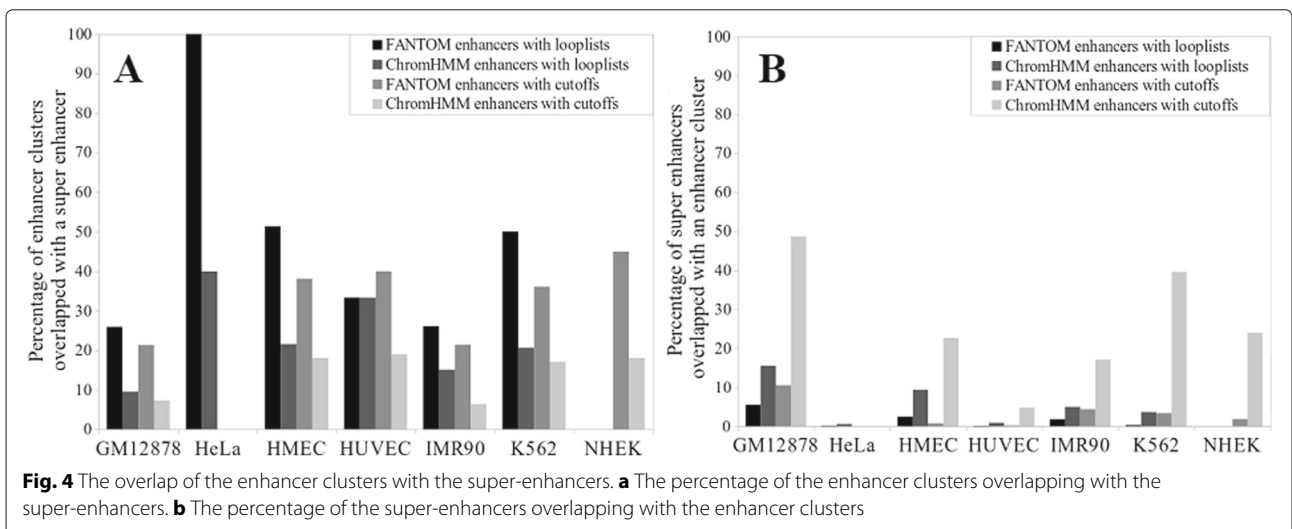 Percentage of enhancer clusters
overlapped with a super enhancer
100
90
80
70
60
50
40
30
20
10
0
A
FANTOM enhancers with looplists
ChromHMM enhancers with looplists
FANTOM enhancers with cutoffs
ChromHMM enhancers with cutoffs
GM12878 HeLa HMEC HUVEC IMR90 K562 NHEK
Percentage of super enhancers
overlapped with an enhancer cluster
100
90
80
70
60
50
40
30
20
10
0
B
FANTOM enhancers with looplists
ChromHMM enhancers with looplists
FANTOM enhancers with cutoffs
ChromHMM enhancers with cutoffs
GM12878 HeLa HMEC HUVEC IMR90 K562 NHEK
Fig. 4 The overlap of the enhancer clusters with the super-enhancers. a The percentage of the enhancer clusters overlapping with the
super-enhancers. b The percentage of the super-enhancers overlapping with the enhancer clusters